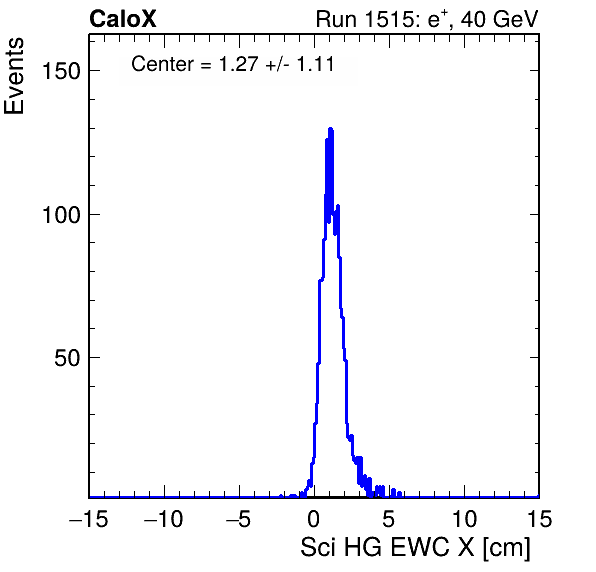 CaloX Run 1515: e⁺, 40 GeV
Events
Center = 1.27 +/- 1.11
150
100
50
−15 −10 −5 0 5 10 15
Sci HG EWC X [cm]